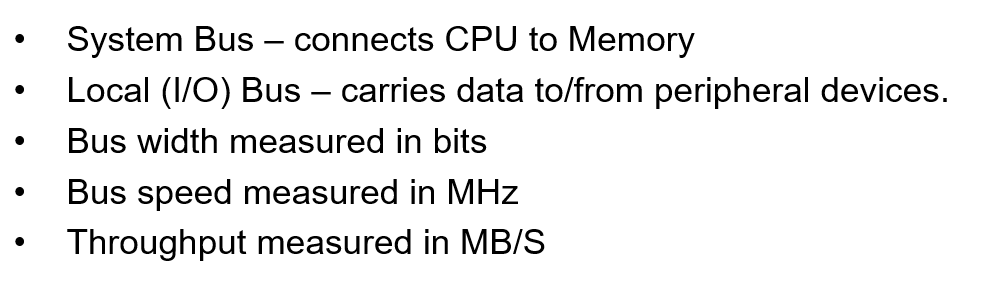 • System Bus – connects CPU to Memory
• Local (I/O) Bus – carries data to/from peripheral devices.
• Bus width measured in bits
• Bus speed measured in MHz
• Throughput measured in MB/S